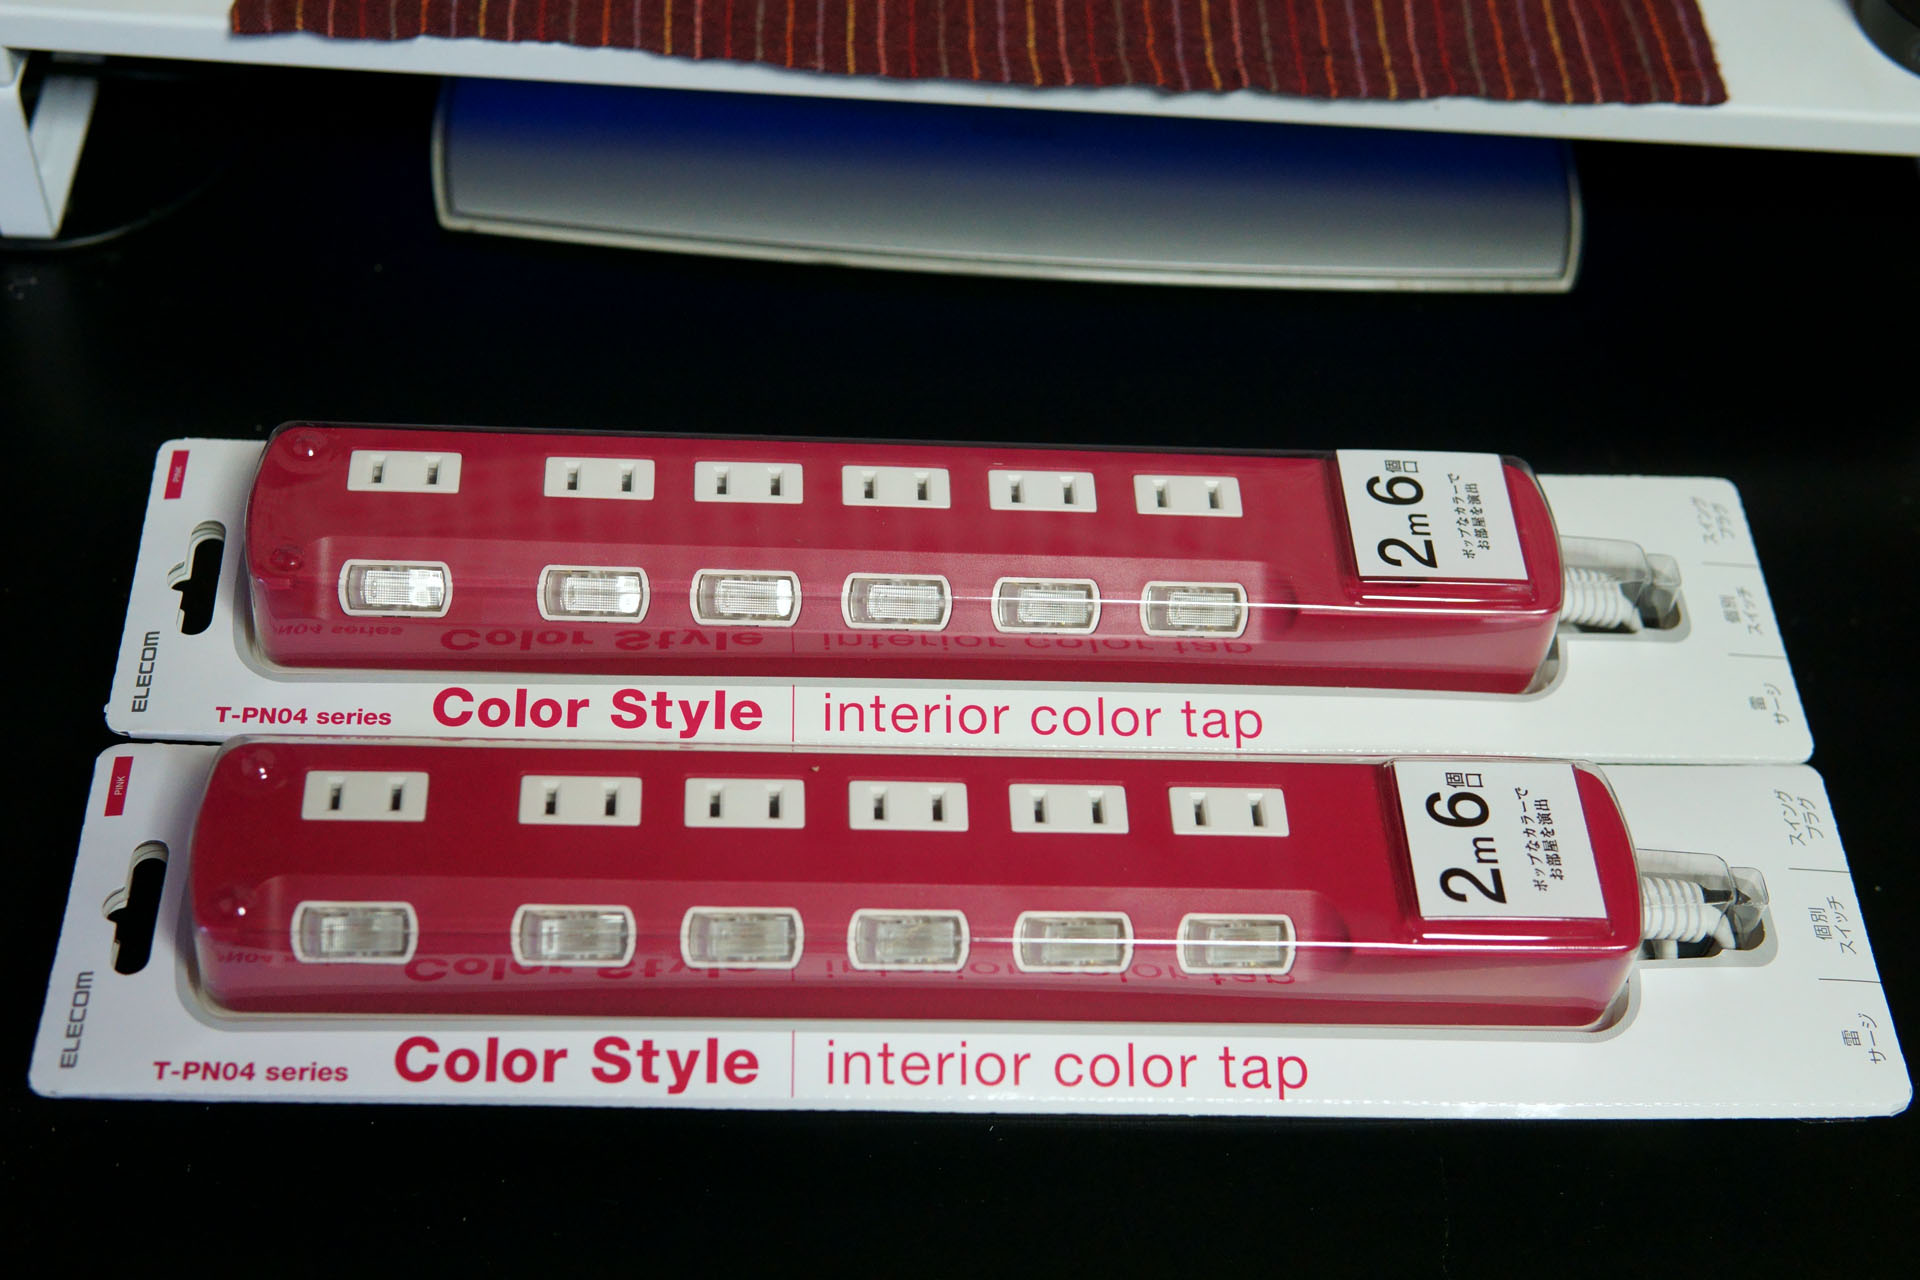 PINK
ELECOM
T-PN04 series
Color Style
interior color tap
2m 6個口
ポップなカラーで
お部屋を演出
スイング
プラグ
個別
スイッチ
雷
サージ
PINK
ELECOM
T-PN04 series
Color Style
interior color tap
2m 6個口
ポップなカラーで
お部屋を演出
スイング
プラグ
個別
スイッチ
雷
サージ